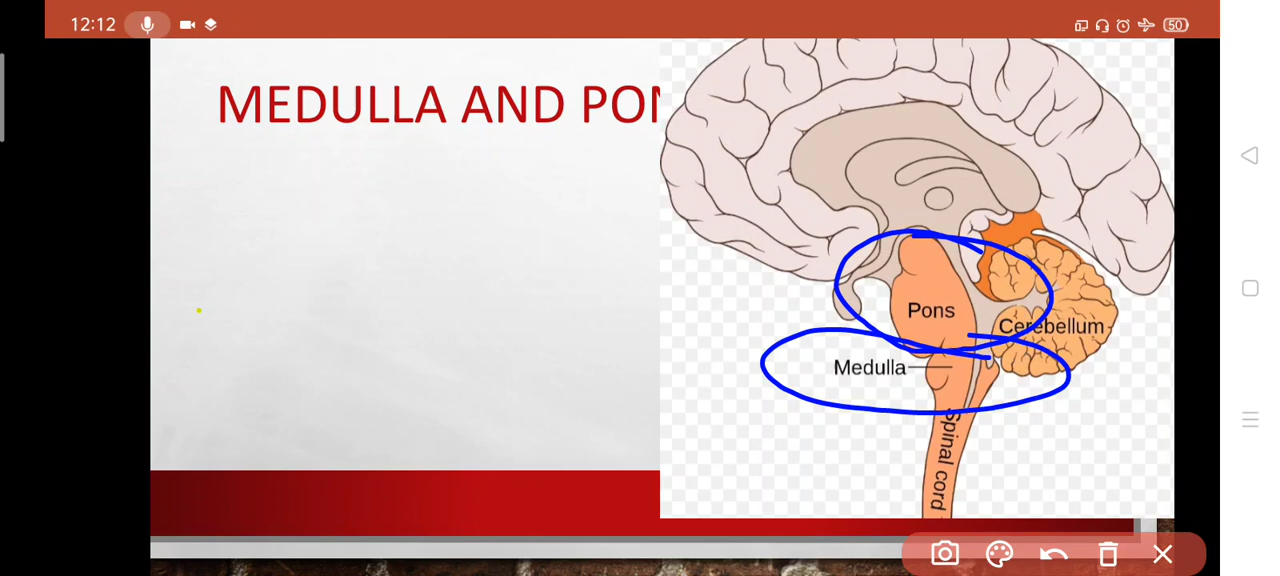 12:12
50
MEDULLA AND PON
Pons
Cerebellum
Medulla
Spinal cord